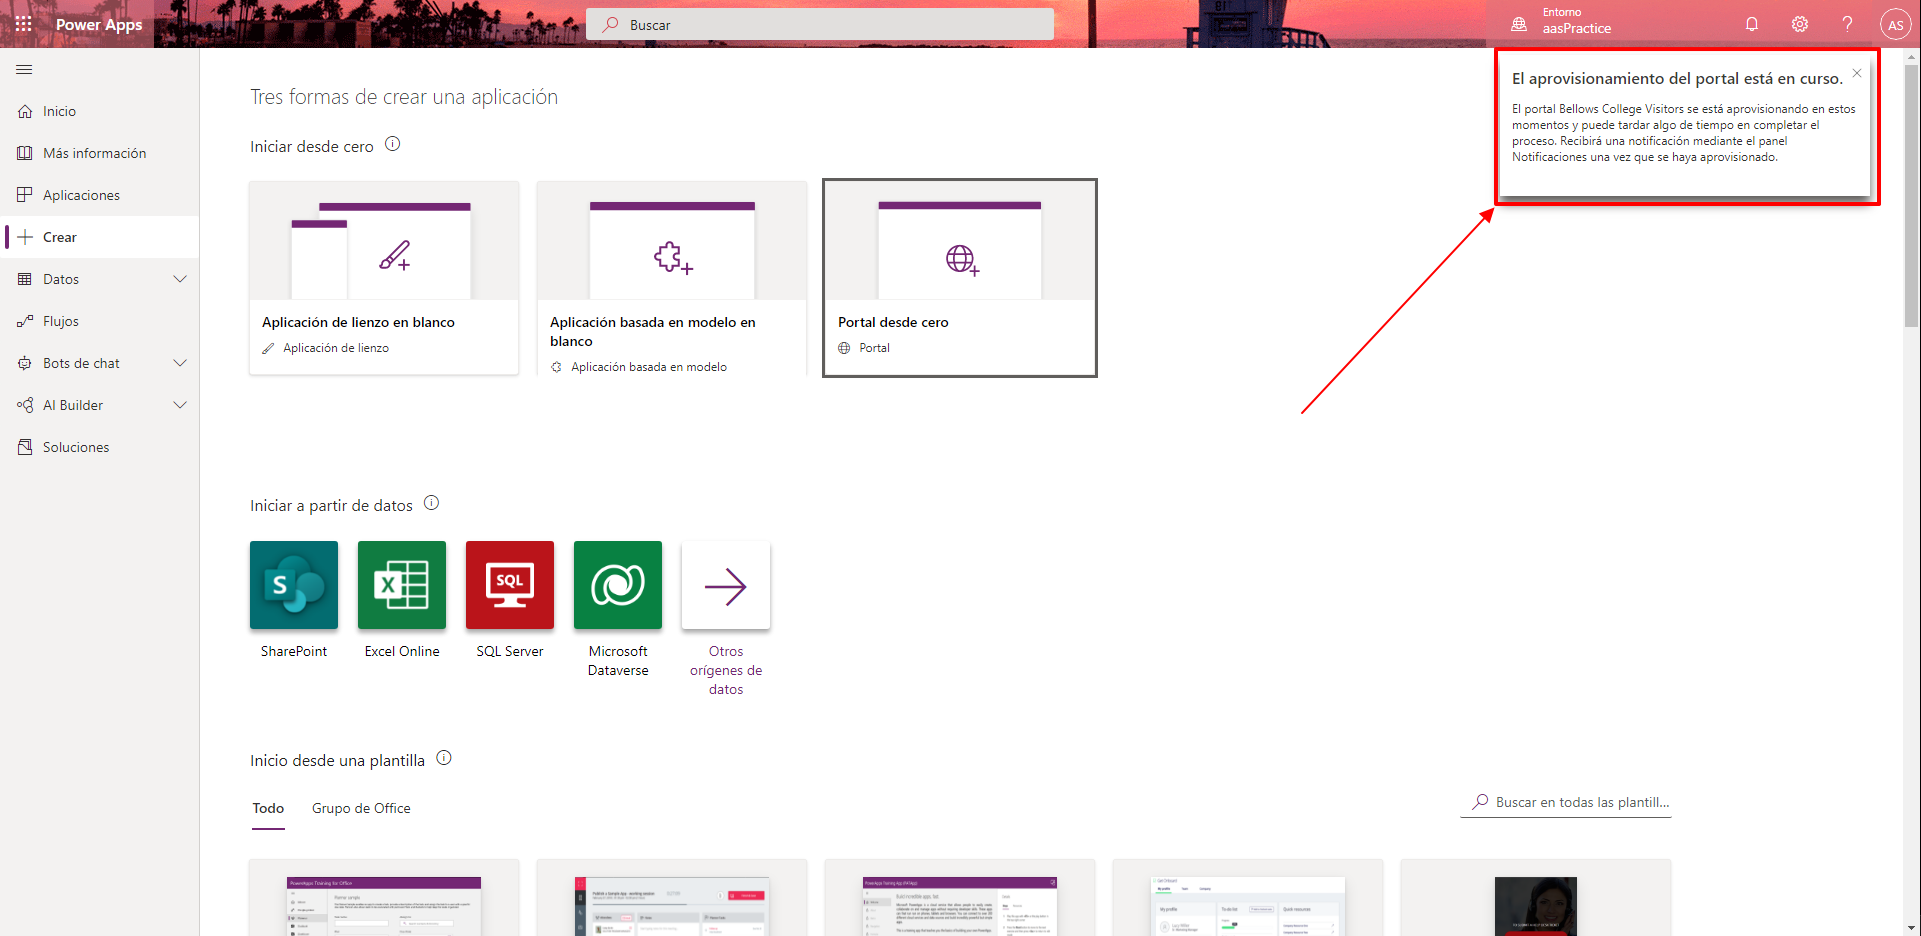 Power Apps
Buscar
Entorno
aasPractice
AS
El aprovisionamiento del portal está en curso.
El portal Bellows College Visitors se está aprovisionando en estos
momentos y puede tardar algo de tiempo en completar el
proceso. Recibirá una notificación mediante el panel
Notificaciones una vez que se haya aprovisionado.
Inicio
Más información
Aplicaciones
Crear
Datos
Flujos
Bots de chat
AI Builder
Soluciones
Tres formas de crear una aplicación
Iniciar desde cero
Aplicación de lienzo en blanco
Aplicación de lienzo
Aplicación basada en modelo en
blanco
Aplicación basada en modelo
Portal desde cero
Portal
Iniciar a partir de datos
S
X
SQL
SharePoint
Excel Online
SQL Server
Microsoft
Dataverse
Otros
orígenes de
datos
Inicio desde una plantilla
Todo
Grupo de Office
Buscar en todas las plantill...
PowerApps Training for Office